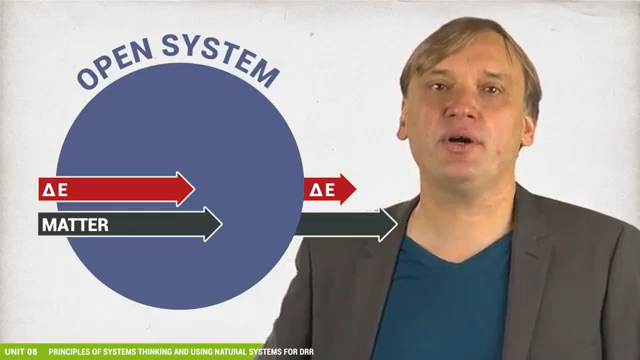 OPEN SYSTEM
ΔE
ΔE
MATTER
UNIT 08 PRINCIPLES OF SYSTEMS THINKING AND USING NATURAL SYSTEMS FOR DRR